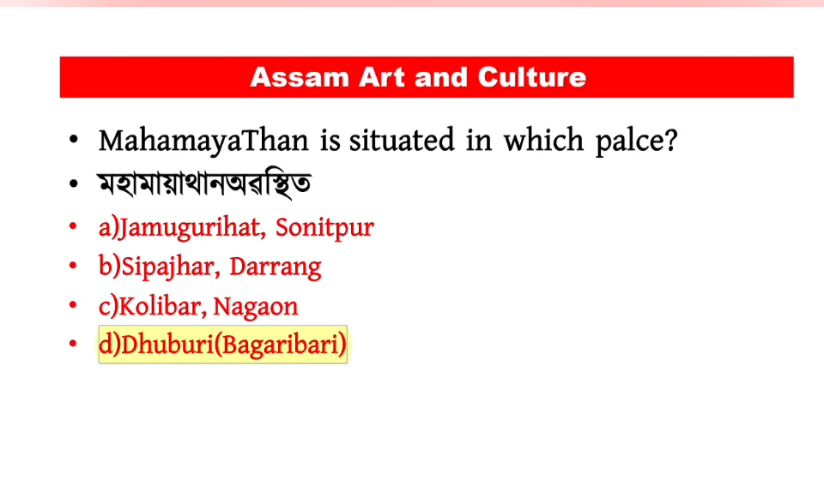 Assam Art and Culture
• MahamayaThan is situated in which palce?
• মহামায়াথানঅৱস্থিত
• a)Jamugurihat, Sonitpur
• b)Sipajhar, Darrang
• c)Kolibar, Nagaon
• d)Dhuburi(Bagaribari)